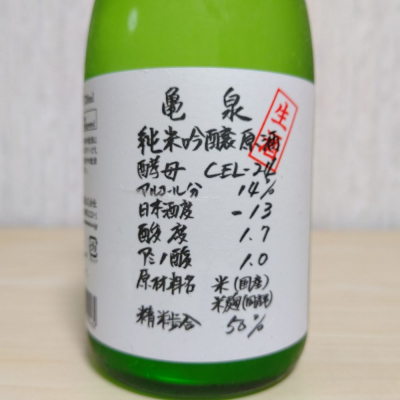 亀泉
純米吟醸原酒
生酒
酵母 CEL-24
アルコール分 14%
日本酒度 -13
酸度 1.7
アミノ酸 1.0
原材料名 米(国産)
米麹(国産米)
精米歩合 50%